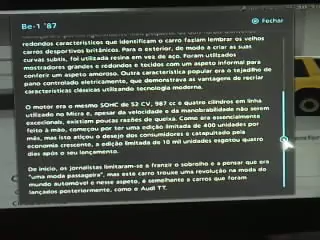 Be-1 '87
Fechar
redondos característicos que identificam o carro faziam lembrar os velhos
carros desportivos britânicos. Para o exterior, de modo a criar as suas
curvas subtis, foi utilizada resina em vez de aço. Foram utilizados
mostradores grandes e redondos e tecidos com um aspeto informal para
conferir um aspeto amoroso. Outra característica popular era o tejadilho de
pano controlado eletricamente, que demonstrava as vantagens de recriar
características clássicas utilizando tecnologia moderna.
O motor era o mesmo SOHC de 52 CV, 987 cc e quatro cilindros em linha
utilizado no Micra e, apesar da velocidade e da manobrabilidade não serem
excecionais, existiam poucas razões de queixa. Como era essencialmente
feito à mão, começou por ter uma edição limitada de 400 unidades por
mês, mas isto atiçou o desejo dos consumidores e catapultado pela
economia crescente, a edição limitada de 10 mil unidades esgotou quatro
dias após o seu lançamento.
De início, os jornalistas limitaram-se a franzir o sobrolho e a pensar que era
"uma moda passageira", mas este carro trouxe uma revolução na moda do
mundo automóvel e nesse aspeto, é semelhante a carros que foram
lançados posteriormente, como o Audi TT.